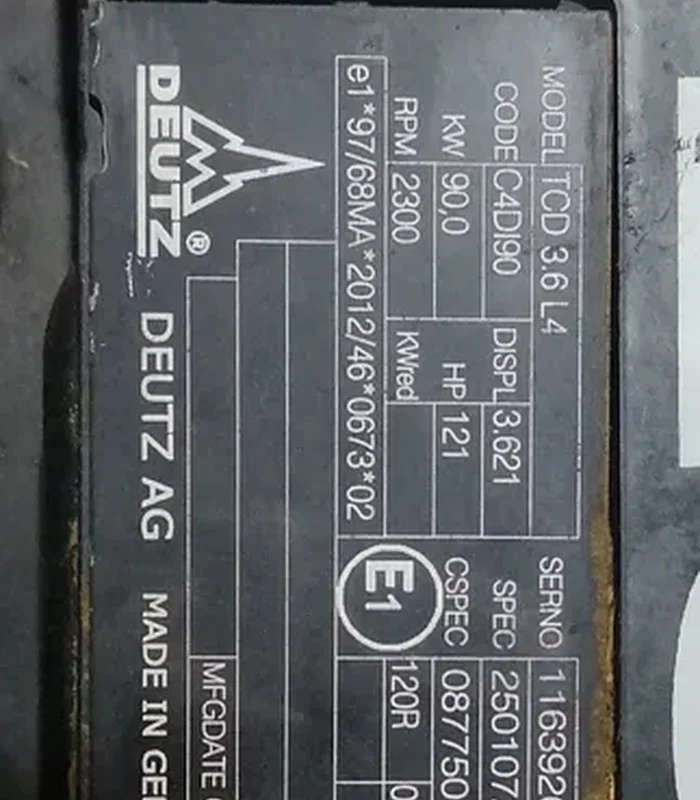 MODEL TCD 3.6 L4 SERNO 116392
CODE C4DI90 DISPL 3.621 SPEC 250107
KW 90,0 HP 121 CSPEC 087750
RPM 2300 KWred E1 120R 0
e1*97/68MA*2012/46*0673*02
MFGDATE
DEUTZ® DEUTZ AG MADE IN GE